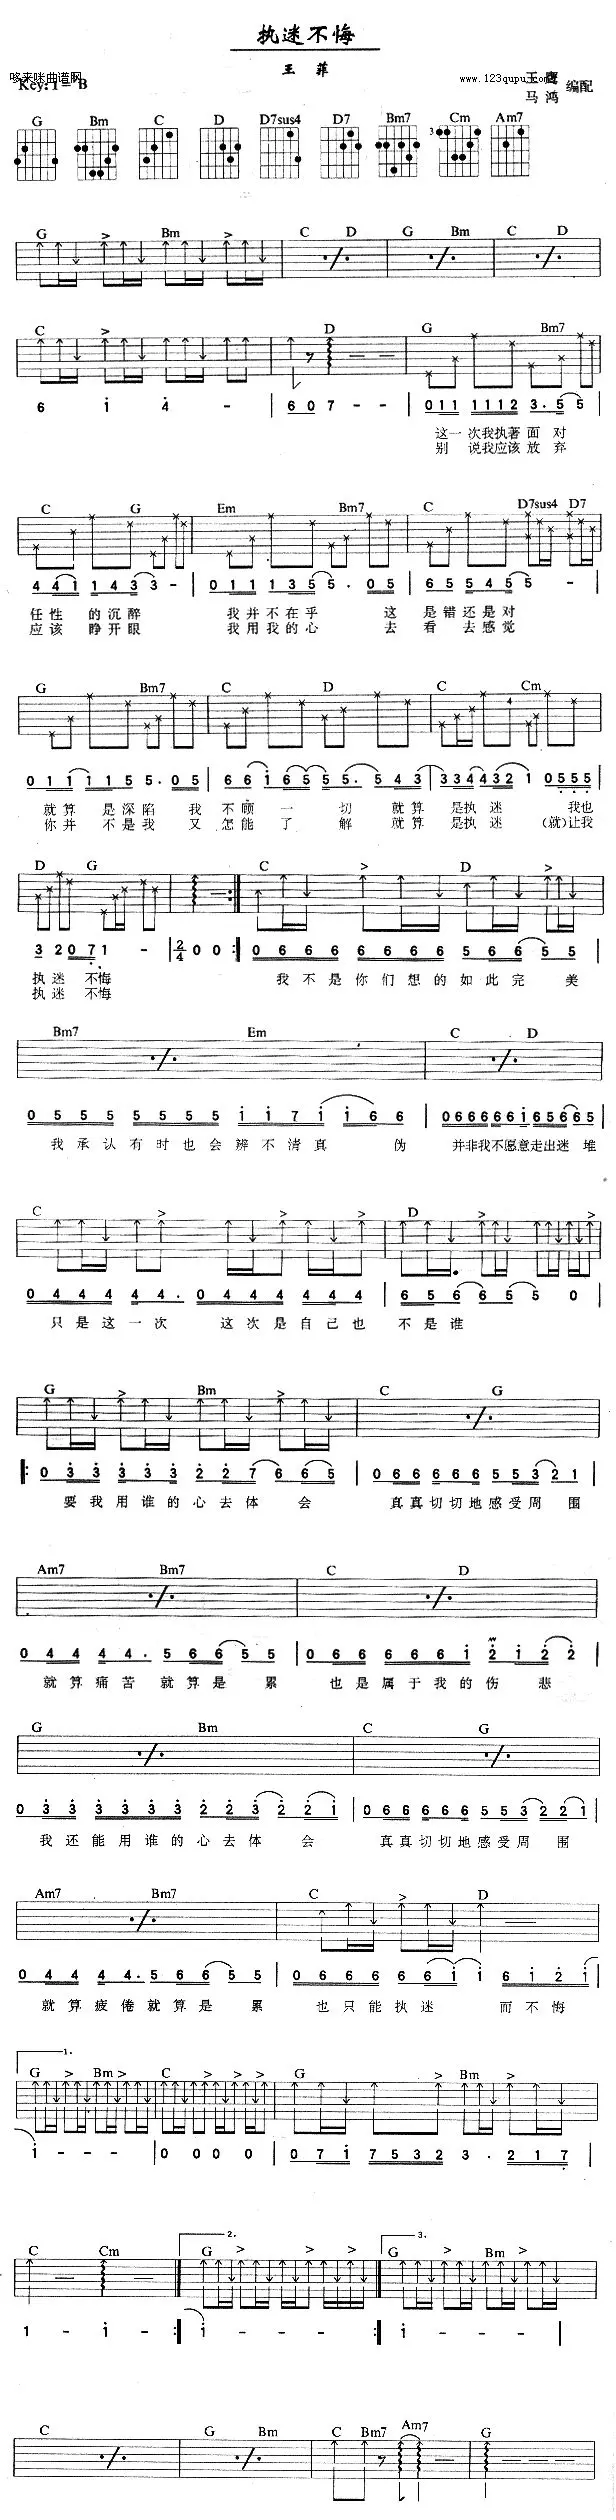 执迷不悔
王 菲
哆来咪曲谱网
www.123qupu.com
Key: 1 = B
王 鹰
马 鸿
编配
G Bm C D D7sus4 D7 Bm7 Cm Am7
3
G Bm C D G Bm C D
C D G Bm7
6 i 4 - 607 - - 011 1112 3. 5 5
这一次我执著面对
别 说我应该放弃
C G Em Bm7 C D7sus4 D7
4 4 1 1 4 3 3 - 0 1 1 1 3 5 5 . 0 5 6 5 5 4 5 5 -
任性 的沉醉 我并不在乎 这 是错还是对
应该 睁开眼 我用我的心 去 看 去感觉
G Bm7 C D C Cm
4
0 1 1 1 1 5 5. 0 5 6 6 i 6 5 5. 5 4 3 3 3 4 4 3 2 1 0 5 5 5
就算 是深陷 我 不顾一 切 就算 是执迷 我也
你并 不是我 又 怎能了 解 就算 是执迷 (就)让我
D G C D
3 2 0 7 1 - 2/4 0 0 0 6 6 6 6 6 6 5 6 6 5 5
执迷 不悔 我不是你们想的如此完 美
执迷 不悔
Bm7 Em C D
0 5 5 5 5 5 5 5 i i 7 i i 6 6 0 6 6 6 6 6 i 6 5 6 6 6 5
我承认有时也会辨不清真 伪 并非我不愿意走出迷 堆
C D
0 4 4 4 4 4. 0 4 4 4 4 4 6 5 6 6 5 5 0
只是这一次 这次是自己也 不是谁
G Bm C G
0 3 3 3 3 3 2 2 7 6 6 5 0 6 6 6 6 6 5 5 3 2 1
要我用谁的心去体 会 真真切切地感受周 围
Am7 Bm7 C D
0 4 4 4 4. 5 6 6 5 5 0 6 6 6 6 6 i 2 i 2 2
就算痛苦就算是 累 也是属于我的伤 悲
G Bm C G
0 3 3 3 3 3 3 2 2 3 2 2 i 0 6 6 6 6 6 5 5 3 2 2 1
我还能用谁的心去体 会 真真切切地感受周 围
Am7 Bm7 C D
0 4 4 4 4. 5 6 6 5 5 0 6 6 6 6 6 i i 6 i 2 i
就算疲倦就算是 累 也只能执迷 而不悔
1.
G Bm C G Bm
i - - - 0 0 0 0 0 7 i 7 5 3 2 3 . 2 1 7
2. 3.
C Cm G G Bm
1 - i - i - - - i - - -
C G Bm C Bm7 Am7 G